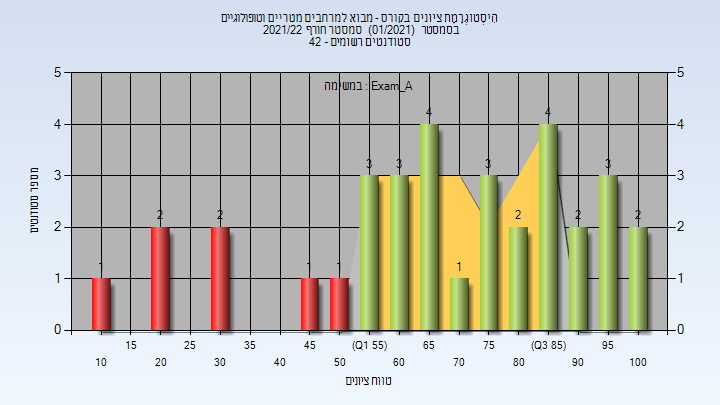 היסטוגרמת ציונים בקורס - מבוא למרחבים מטריים וטופולוגיים
בסמסטר (01/2021) סמסטר חורף 2021/22
סטודנטים רשומים - 42
במשימה : Exam_A
5 5
4 4
3 3
2 2
1 1
0 0
1 2 2 1 1 3 3 4 1 3 2 4 2 3 2
מספר סטודנטים
15 25 35 45 (Q1 55) 65 75 (Q3 85) 95
10 20 30 40 50 60 70 80 90 100
טווח ציונים